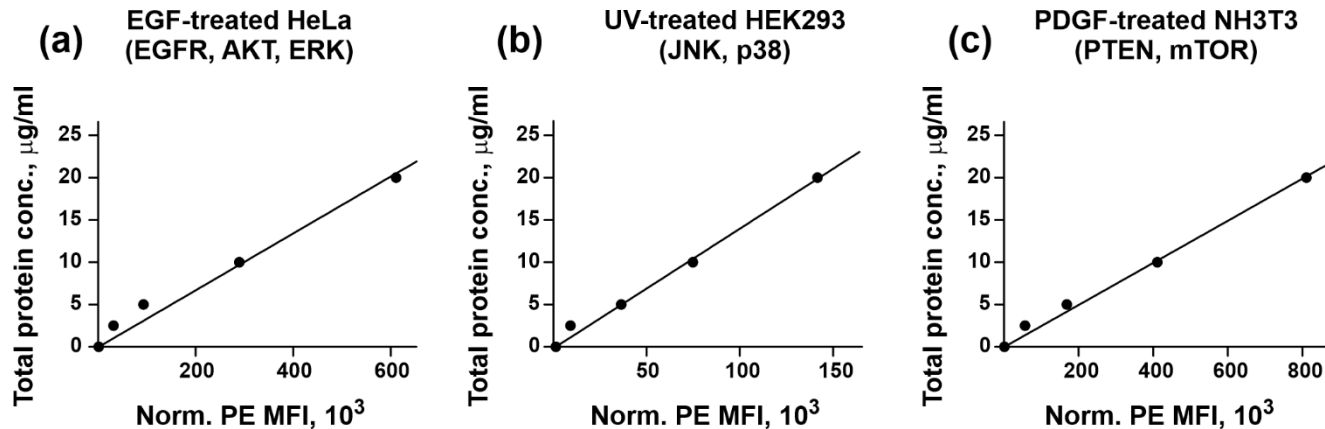 (a)
EGF-treated HeLa
(EGFR, AKT, ERK)
Total protein conc., μg/ml
25
20
15
10
5
0
200
400
600
Norm. PE MFI, 10³
(b)
UV-treated HEK293
(JNK, p38)
Total protein conc., μg/ml
25
20
15
10
5
0
50
100
150
Norm. PE MFI, 10³
(c)
PDGF-treated NH3T3
(PTEN, mTOR)
Total protein conc., μg/ml
25
20
15
10
5
0
200
400
600
800
Norm. PE MFI, 10³